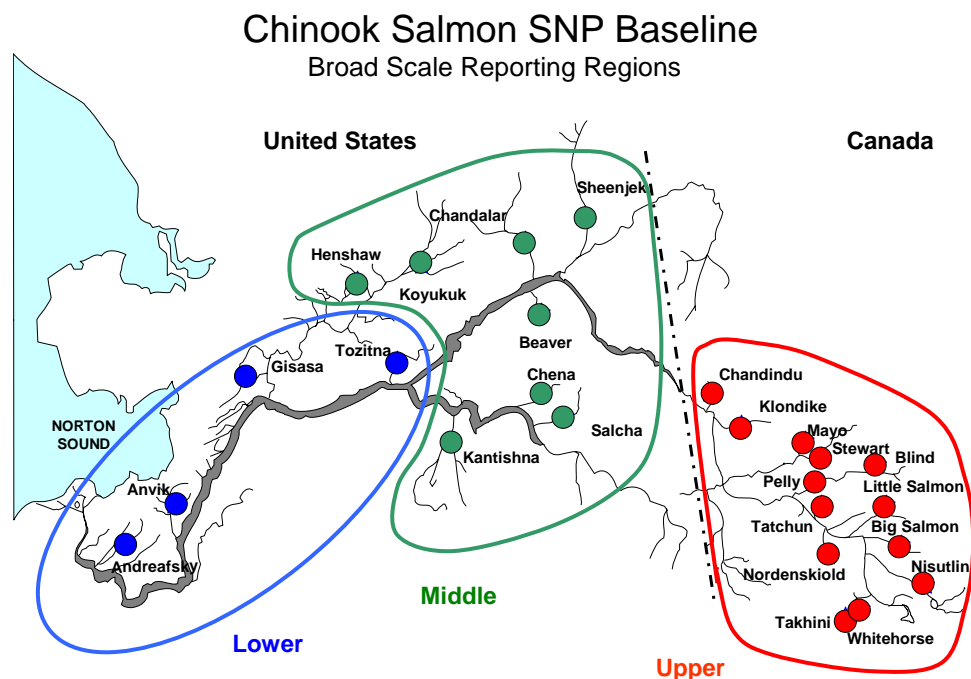 Chinook Salmon SNP Baseline
Broad Scale Reporting Regions
United States
Canada
Sheenjek
Chandalar
Henshaw
Koyukuk
Beaver
Tozitna
Gisasa
Chena
Salcha
Kantishna
NORTON
SOUND
Anvik
Andreafsky
Chandindu
Klondike
Mayo
Stewart
Blind
Pelly
Little Salmon
Tatchun
Big Salmon
Nordenskiold
Nisutlin
Takhini
Whitehorse
Middle
Lower
Upper